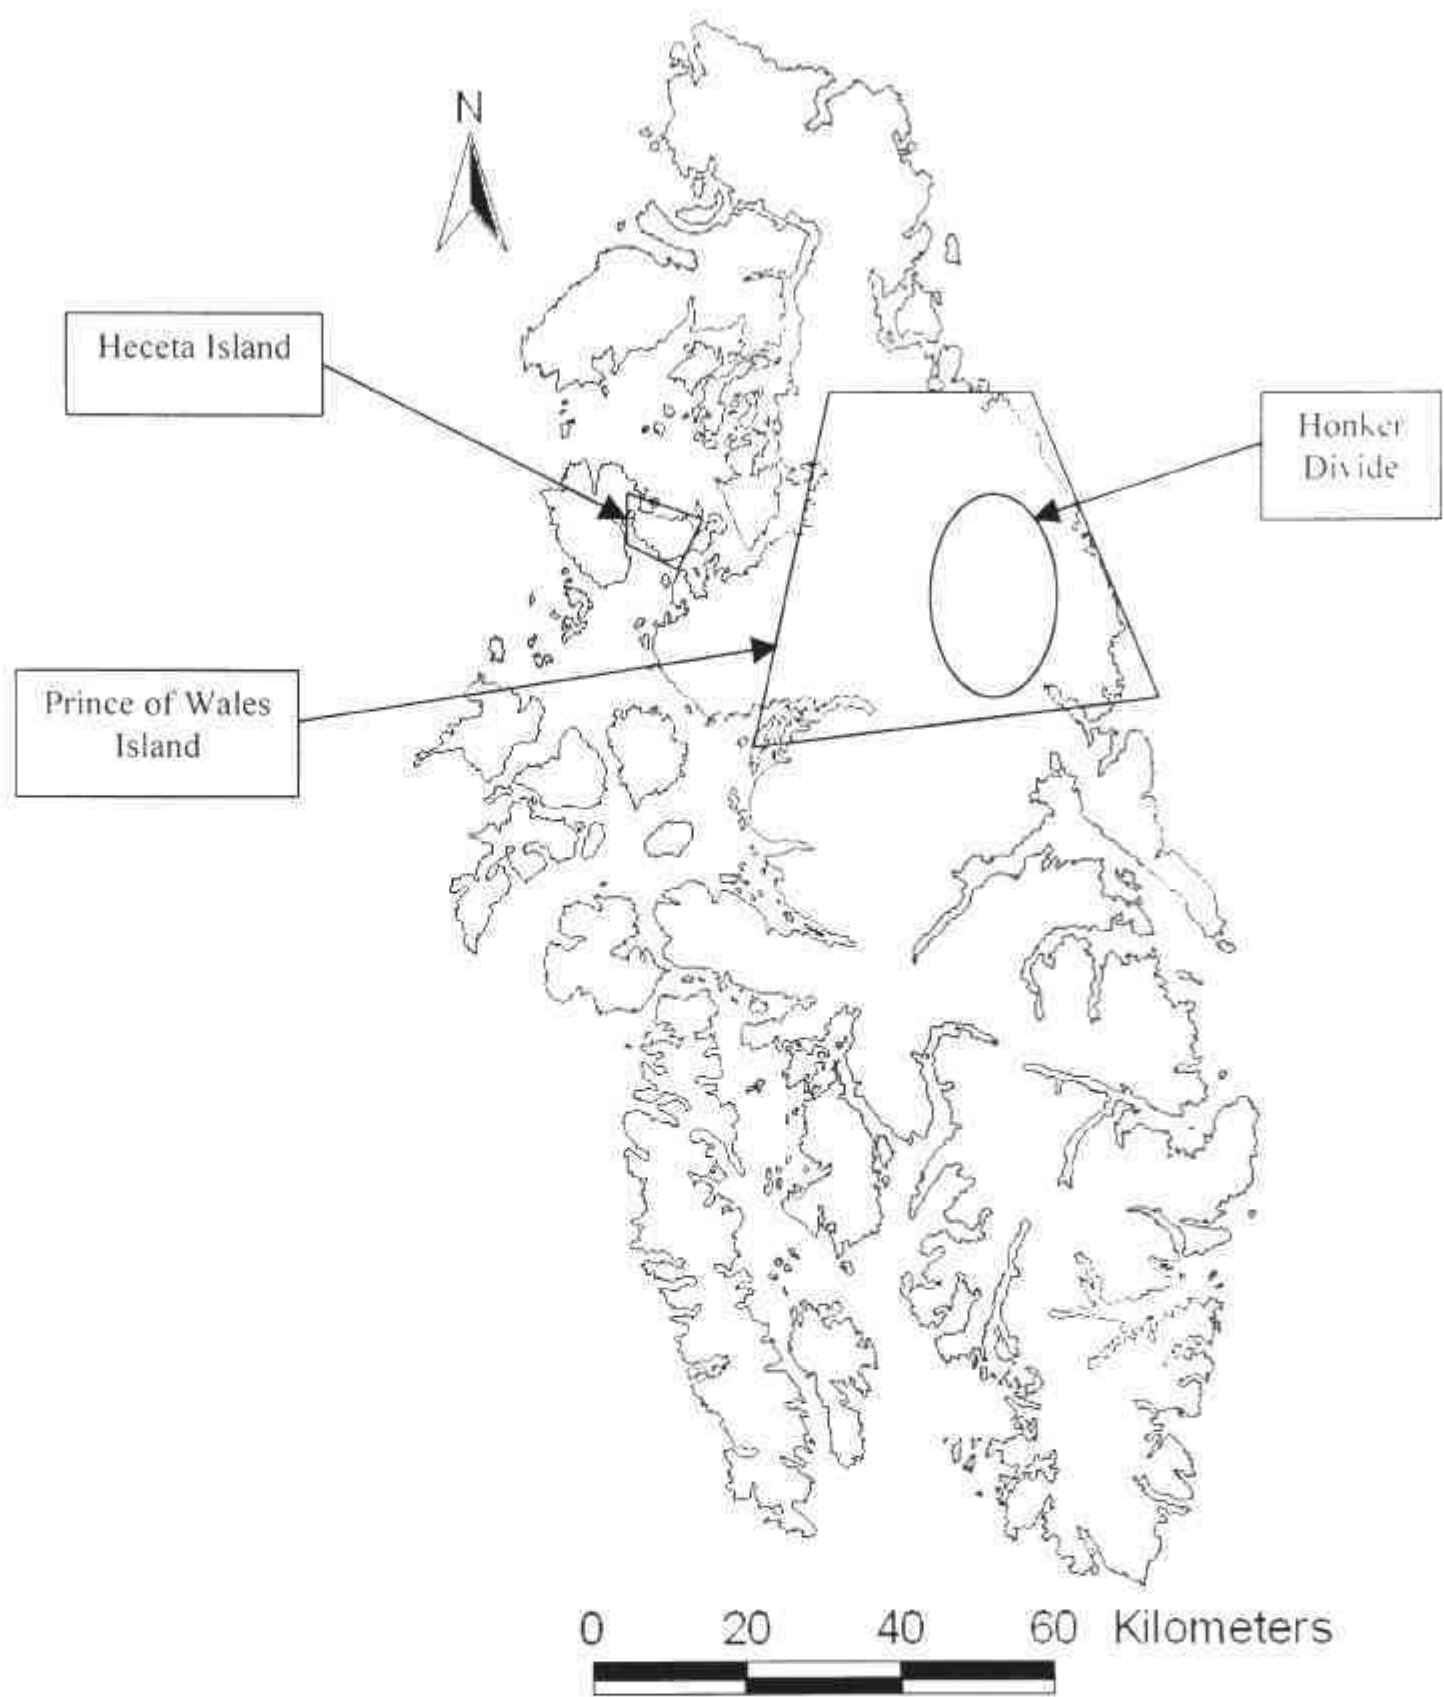 N
Heceta Island
Honker
Divide
Prince of Wales
Island
0 20 40 60 Kilometers